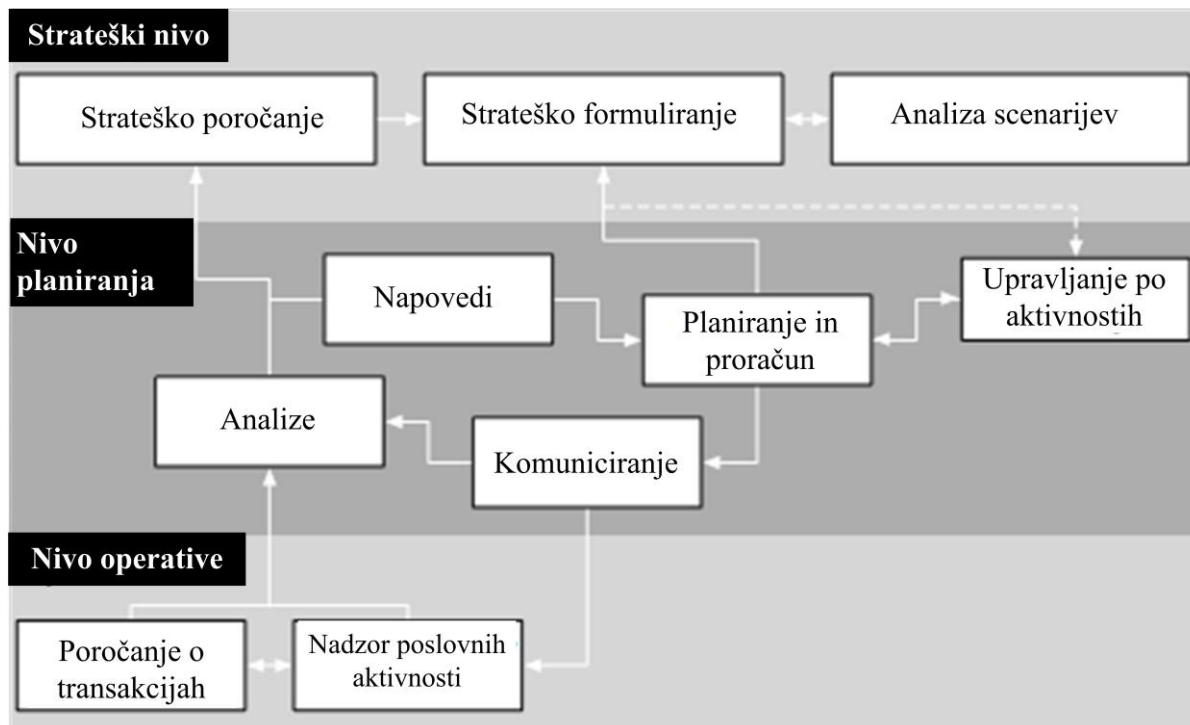 Strateški nivo
Strateško poročanje
Strateško formuliranje
Analiza scenarijev
Nivo
planiranja
Napovedi
Planiranje in
proračun
Upravljanje po
aktivnostih
Analize
Komuniciranje
Nivo operative
Poročanje o
transakcijah
Nadzor poslovnih
aktivnosti